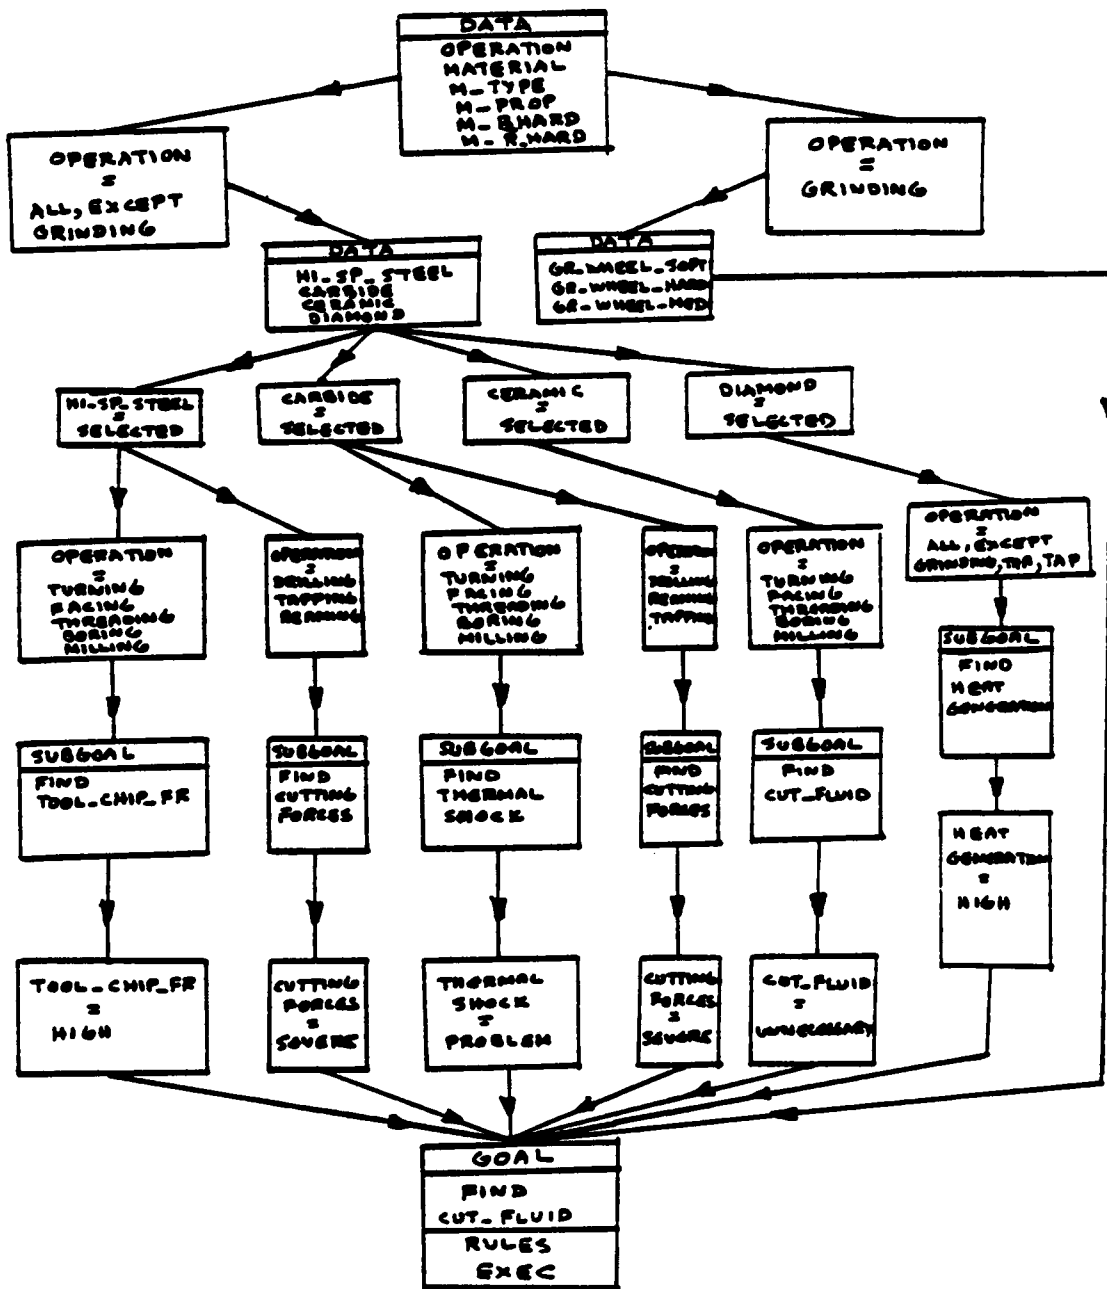 DATA
OPERATION
MATERIAL
M_TYPE
M_PROP
M_B_HARD
M_R_HARD
OPERATION
=
ALL, EXCEPT
GRINDING
OPERATION
=
GRINDING
DATA
HI_SP_STEEL
CARBIDE
CERAMIC
DIAMOND
DATA
GR_WHEEL_SOFT
GR_WHEEL_HARD
GR_WHEEL_MED
HI_SP_STEEL
=
SELECTED
CARBIDE
=
SELECTED
CERAMIC
=
SELECTED
DIAMOND
=
SELECTED
OPERATION
=
TURNING
FACING
THREADING
BORING
MILLING
OPERATION
=
DRILLING
TAPPING
REAMING
OPERATION
=
TURNING
FACING
THREADING
BORING
MILLING
OPERATION
=
DRILLING
REAMING
TAPPING
OPERATION
=
TURNING
FACING
THREADING
BORING
MILLING
OPERATION
=
ALL, EXCEPT
GRINDING, THR, TAP
SUBGOAL
FIND
TOOL_CHIP_FR
SUBGOAL
FIND
CUTTING
FORCES
SUBGOAL
FIND
THERMAL
SHOCK
SUBGOAL
FIND
CUTTING
FORCES
SUBGOAL
FIND
CUT_FLUID
SUBGOAL
FIND
HEAT
GENERATION
TOOL_CHIP_FR
=
HIGH
CUTTING
FORCES
=
SEVERE
THERMAL
SHOCK
=
PROBLEM
CUTTING
FORCES
=
SEVERE
CUT_FLUID
=
UNNECESSARY
HEAT
GENERATION
=
HIGH
GOAL
FIND
CUT_FLUID
RULES
EXEC